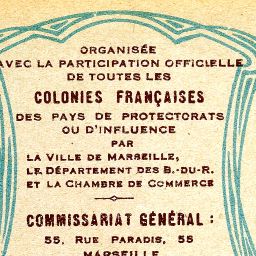 ORGANISÉE
AVEC LA PARTICIPATION OFFICIELLE
DE TOUTES LES
COLONIES FRANÇAISES
DES PAYS DE PROTECTORATS
OU D'INFLUENCE
PAR
LA VILLE DE MARSEILLE,
LE DÉPARTEMENT DES B.-DU-R.
ET LA CHAMBRE DE COMMERCE
COMMISSARIAT GÉNÉRAL :
55, RUE PARADIS, 55
MARSEILLE